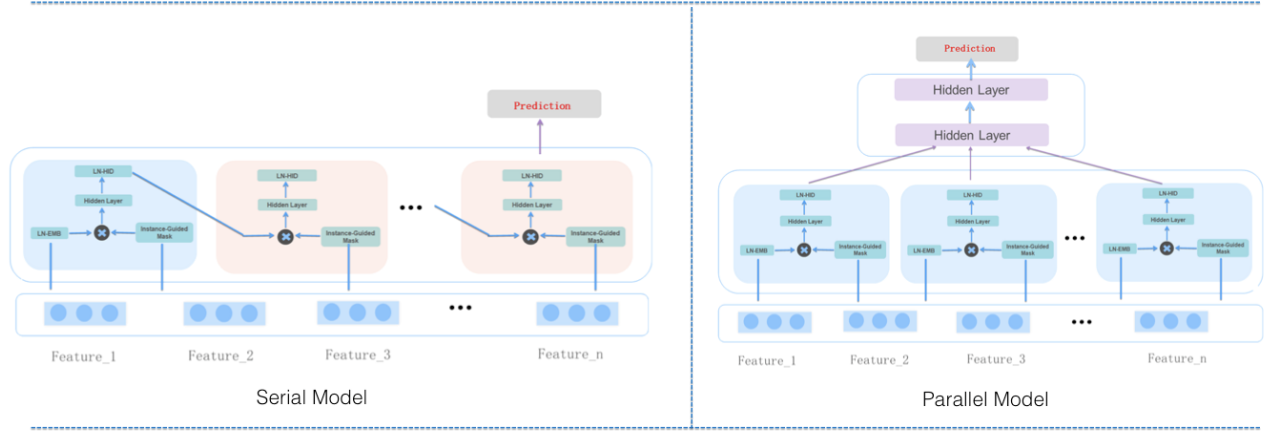 Prediction
LN-HID
Hidden Layer
LN-EMB
Instance-Guided
Mask
LN-HID
Hidden Layer
Instance-Guided
Mask
•••
LN-HID
Hidden Layer
Instance-Guided
Mask
•••
Feature_1
Feature_2
Feature_3
Feature_n
Serial Model
Prediction
Hidden Layer
Hidden Layer
LN-HID
Hidden Layer
LN-EMB
Instance-Guided
Mask
LN-HID
Hidden Layer
LN-EMB
Instance-Guided
Mask
•••
LN-HID
Hidden Layer
LN-EMB
Instance-Guided
Mask
•••
Feature_1
Feature_2
Feature_3
Feature_n
Parallel Model